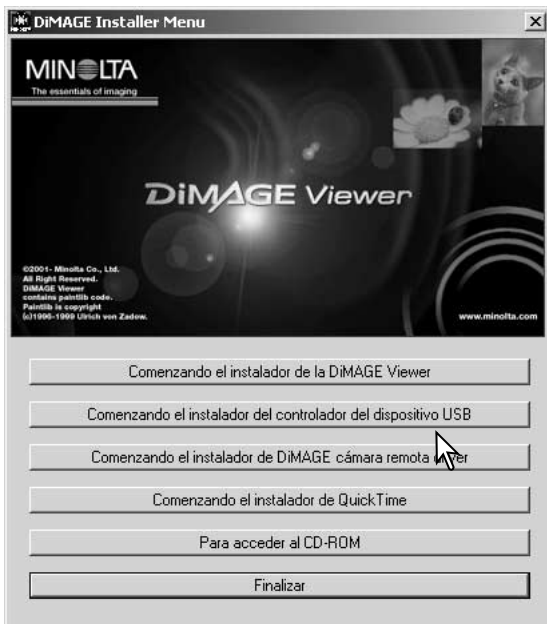 DiMAGE Installer Menu
MINOLTA
The essentials of imaging
DiMAGE Viewer
©2001- Minolta Co., Ltd.
All Right Reserved.
DiMAGE Viewer
contains paintlib code.
Paintlib is copyright
(c)1996-1999 Ulrich von Zadow.
www.minolta.com
Comenzando el instalador de la DiMAGE Viewer
Comenzando el instalador del controlador del dispositivo USB
Comenzando el instalador de DiMAGE cámara remota driver
Comenzando el instalador de QuickTime
Para acceder al CD-ROM
Finalizar